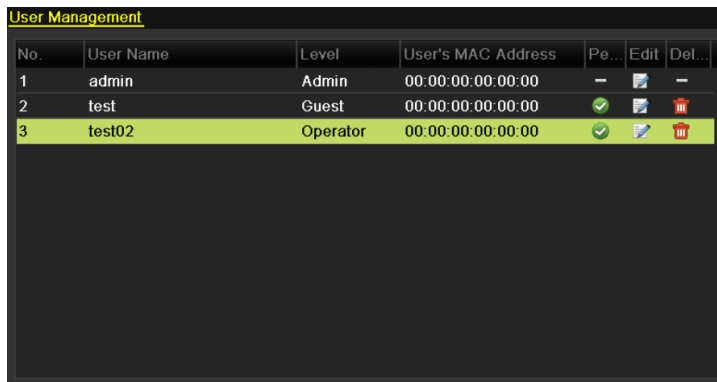 User Management
No. User Name Level User's MAC Address Pe... Edit Del...
1 admin Admin 00:00:00:00:00:00 –
2 test Guest 00:00:00:00:00:00
3 test02 Operator 00:00:00:00:00:00